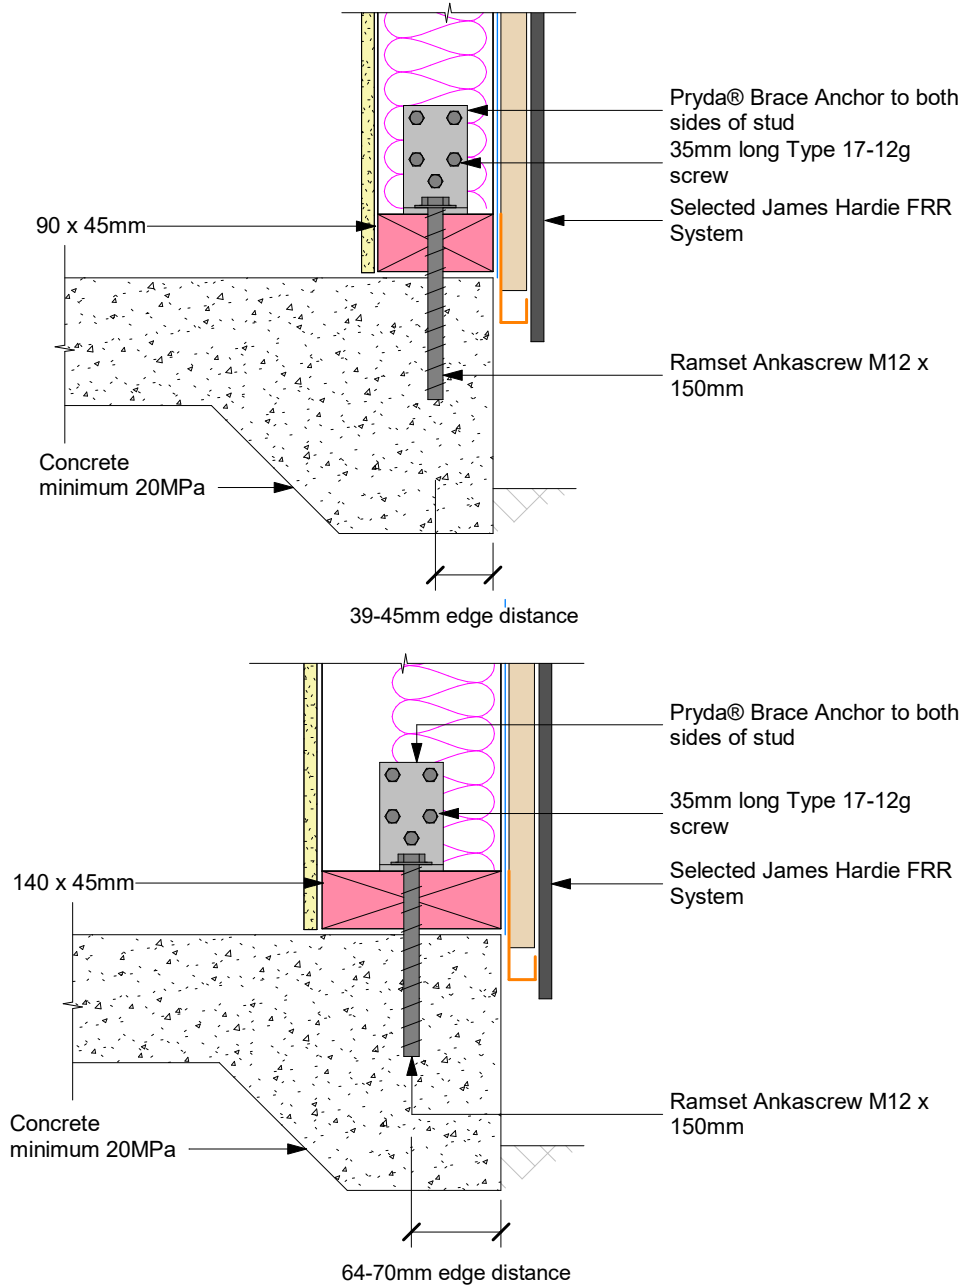 Pryda® Brace Anchor to both
sides of stud
35mm long Type 17-12g
screw
Selected James Hardie FRR
System
90 x 45mm
Ramset Ankascrew M12 x
150mm
Concrete
minimum 20MPa
39-45mm edge distance
Pryda® Brace Anchor to both
sides of stud
35mm long Type 17-12g
screw
Selected James Hardie FRR
System
140 x 45mm
Ramset Ankascrew M12 x
150mm
Concrete
minimum 20MPa
64-70mm edge distance